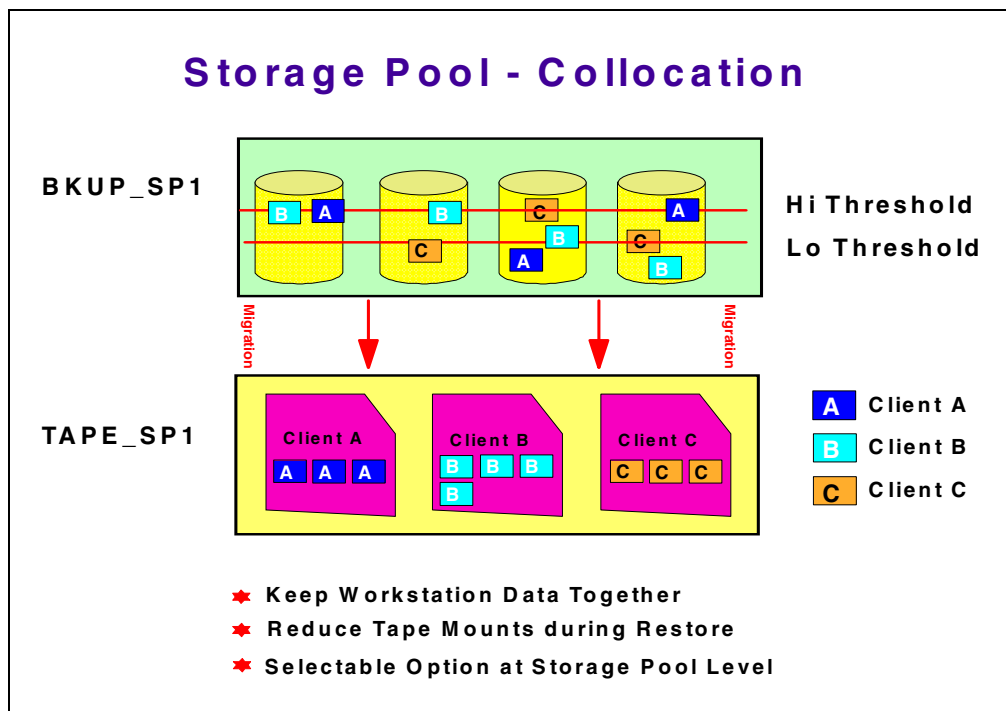 Storage Pool - Collocation
BKUP_SP1
B A B C C B A A C B
Hi Threshold
Lo Threshold
Migration
Migration
TAPE_SP1
Client A
A A A
Client B
B B B
B
Client C
C C C
A Client A
B Client B
C Client C
Keep Workstation Data Together
Reduce Tape Mounts during Restore
Selectable Option at Storage Pool Level